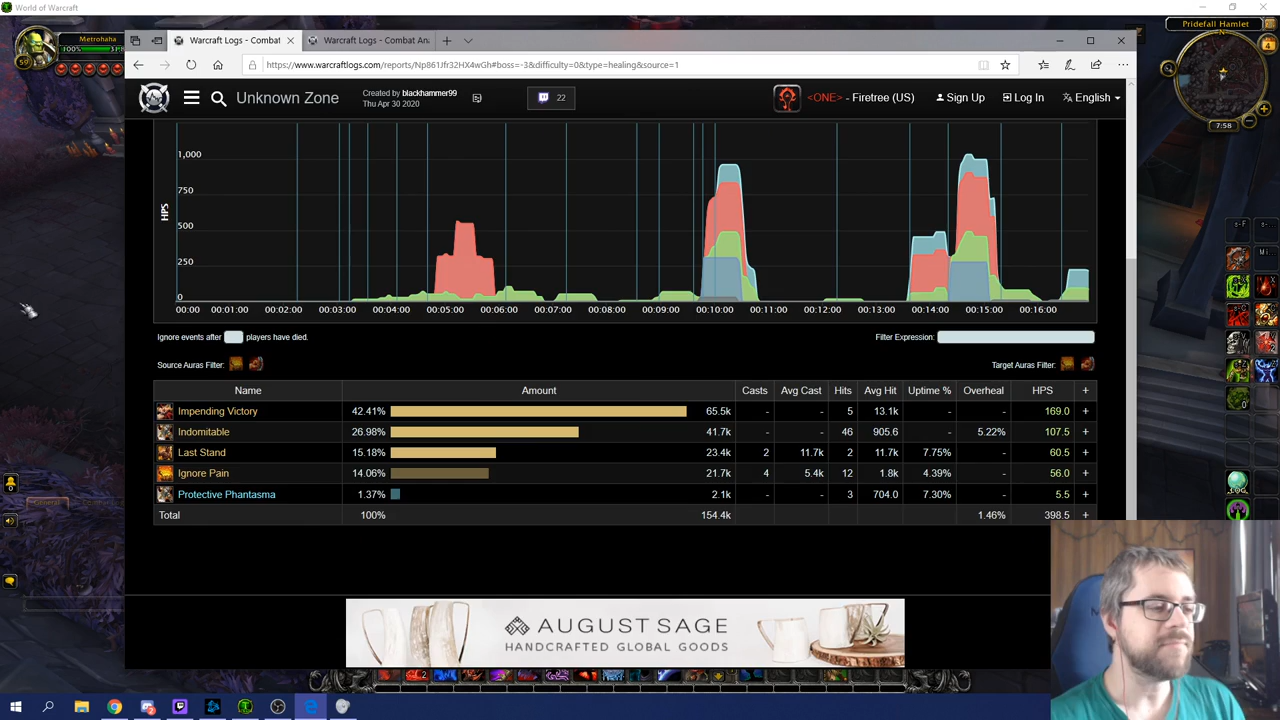 World of Warcraft
Metrohaha
100%
59
Pridefall Hamlet
4
7:58
Warcraft Logs - Combat
Warcraft Logs - Combat Ana
https://www.warcraftlogs.com/reports/Np861Jfr32HX4wGh#boss=-3&difficulty=0&type=healing&source=1
Unknown Zone
Created by blackhammer99
Thu Apr 30 2020
22
<ONE> - Firetree (US)
Sign Up
Log In
English
HPS
1,000
750
500
250
0
00:00 00:01:00 00:02:00 00:03:00 00:04:00 00:05:00 00:06:00 00:07:00 00:08:00 00:09:00 00:10:00 00:11:00 00:12:00 00:13:00 00:14:00 00:15:00 00:16:00
Ignore events after players have died.
Filter Expression:
Source Auras Filter:
Target Auras Filter:
Name Amount Casts Avg Cast Hits Avg Hit Uptime % Overheal HPS +
Impending Victory 42.41% 65.5k - - 5 13.1k - - 169.0 +
Indomitable 26.98% 41.7k - - 46 905.6 - 5.22% 107.5 +
Last Stand 15.18% 23.4k 2 11.7k 2 11.7k 7.75% - 60.5 +
Ignore Pain 14.06% 21.7k 4 5.4k 12 1.8k 4.39% - 56.0 +
Protective Phantasma 1.37% 2.1k - - 3 704.0 7.30% - 5.5 +
Total 100% 154.4k 1.46% 398.5 +
AUGUST SAGE
HANDCRAFTED GLOBAL GOODS